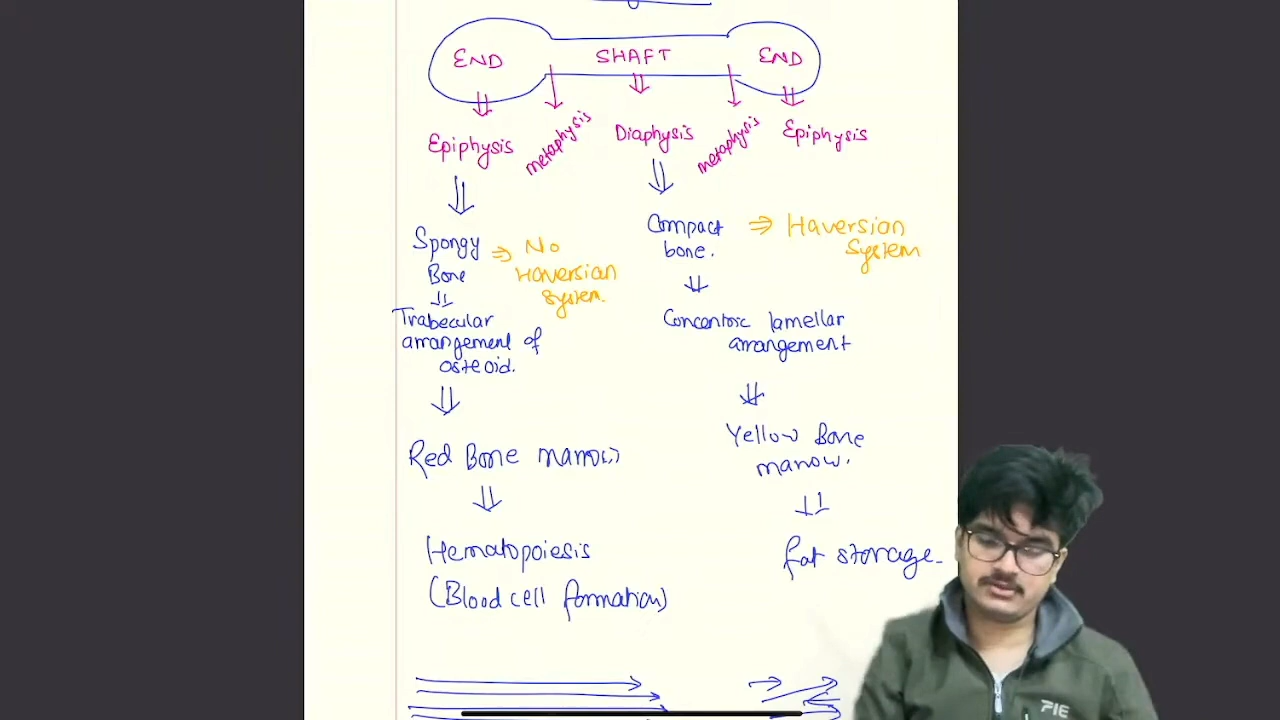 END SHAFT END
Epiphysis metaphysis Diaphysis metaphysis Epiphysis
Spongy Bone ⇒ No Haversian System.
Compact bone. ⇒ Haversian System
Trabecular
arrangement of
osteoid.
Concentric lamellar
arrangement
Red Bone marrow
Yellow Bone
marrow.
Hematopoiesis
(Blood cell formation)
fat storage.
PIE